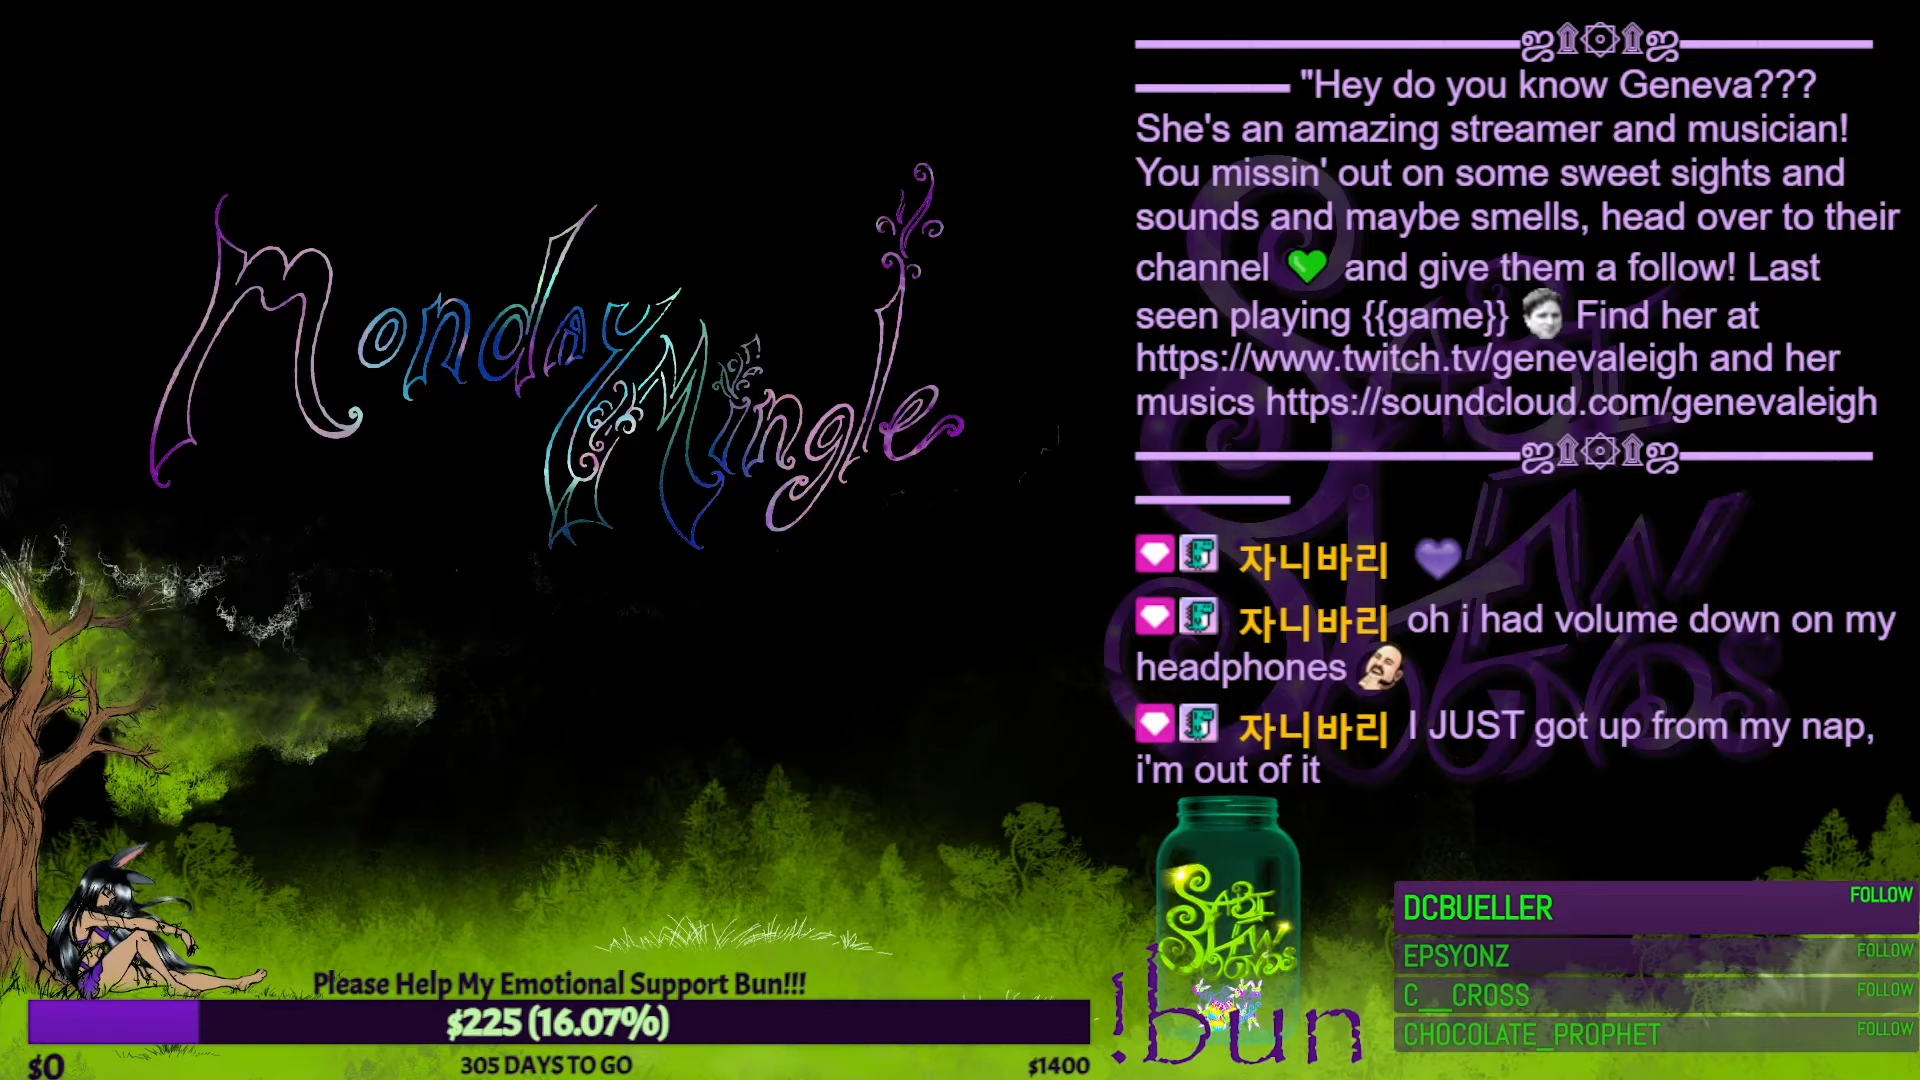 Monday
Mingle
━━━━━━━━━━━━━━━━ஜ۩۞۩ஜ━━━━━━━━
━━━━━━ "Hey do you know Geneva???
She's an amazing streamer and musician!
You missin' out on some sweet sights and
sounds and maybe smells, head over to their
channel 💚 and give them a follow! Last
seen playing {{game}} Find her at
https://www.twitch.tv/genevaleigh and her
musics https://soundcloud.com/genevaleigh
━━━━━━━━━━━━━━━━ஜ۩۞۩ஜ━━━━━━━━
━━━━━━
자니바리 💜
자니바리 oh i had volume down on my
headphones
자니바리 I JUST got up from my nap,
i'm out of it
Please Help My Emotional Support Bun!!!
$225 (16.07%)
$0
305 DAYS TO GO
$1400
!bun
DCBUELLER FOLLOW
EPSYONZ FOLLOW
C__CROSS FOLLOW
CHOCOLATE_PROPHET FOLLOW